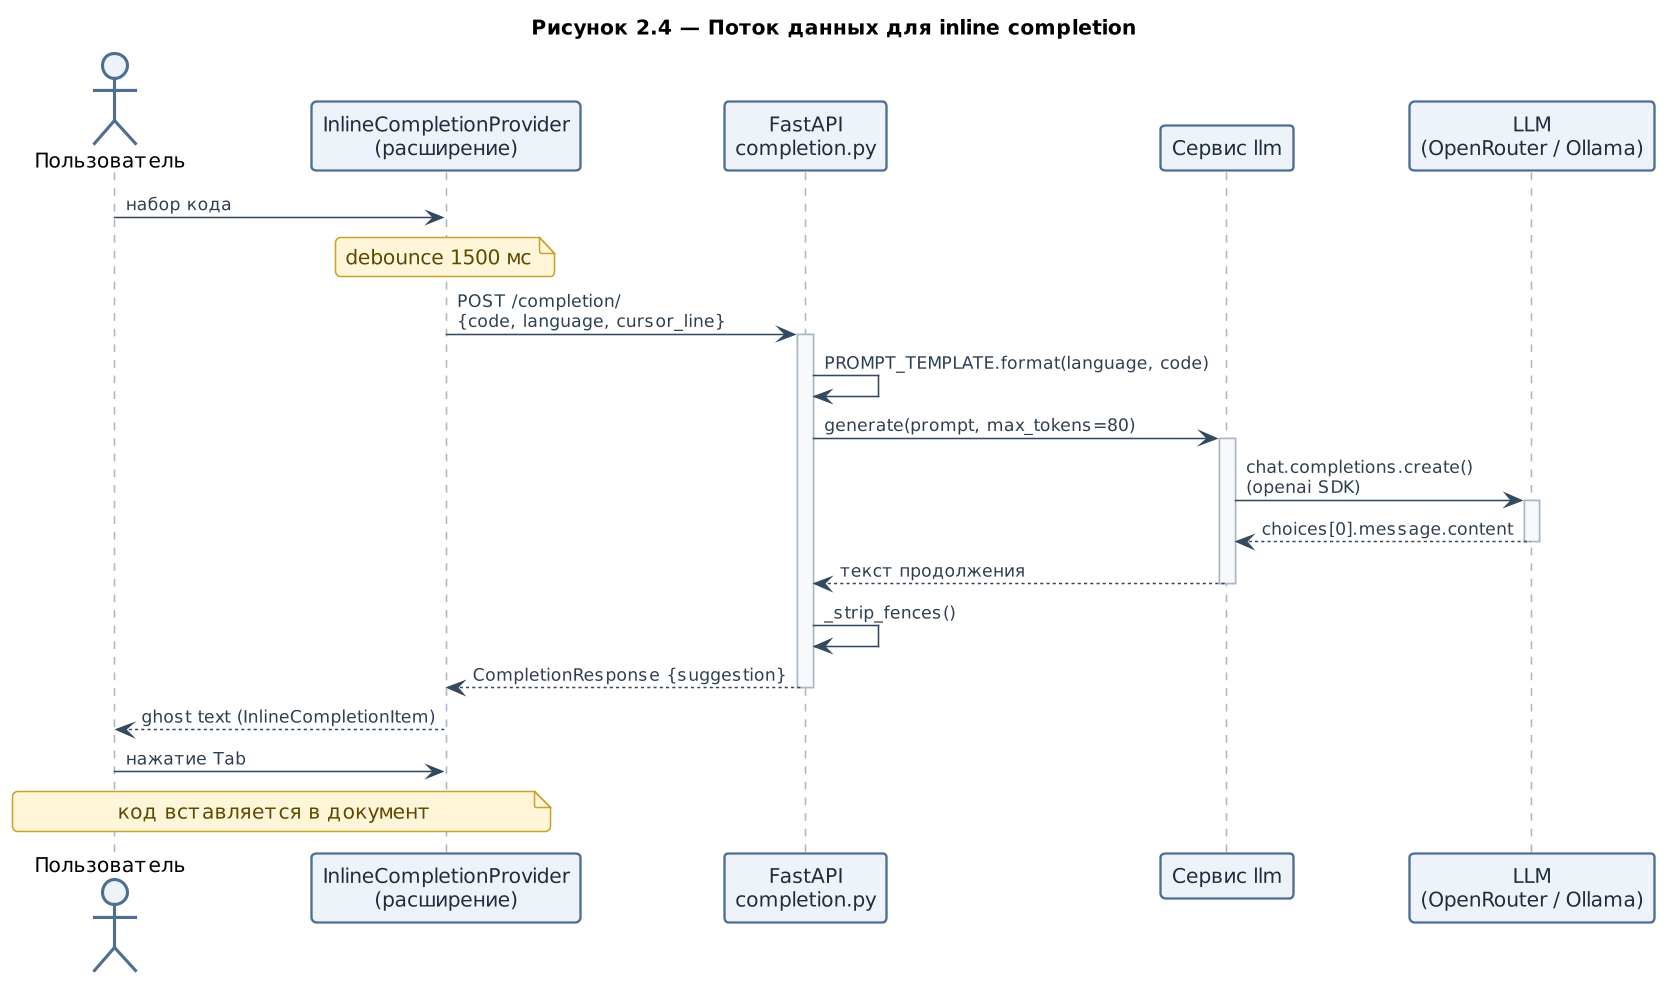 Рисунок 2.4 — Поток данных для inline completion
Пользователь
InlineCompletionProvider
(расширение)
FastAPI
completion.py
Сервис llm
LLM
(OpenRouter / Ollama)
набор кода
debounce 1500 мс
POST /completion/
{code, language, cursor_line}
PROMPT_TEMPLATE.format(language, code)
generate(prompt, max_tokens=80)
chat.completions.create()
(openai SDK)
choices[0].message.content
текст продолжения
_strip_fences()
CompletionResponse {suggestion}
ghost text (InlineCompletionItem)
нажатие Tab
код вставляется в документ
Пользователь
InlineCompletionProvider
(расширение)
FastAPI
completion.py
Сервис llm
LLM
(OpenRouter / Ollama)